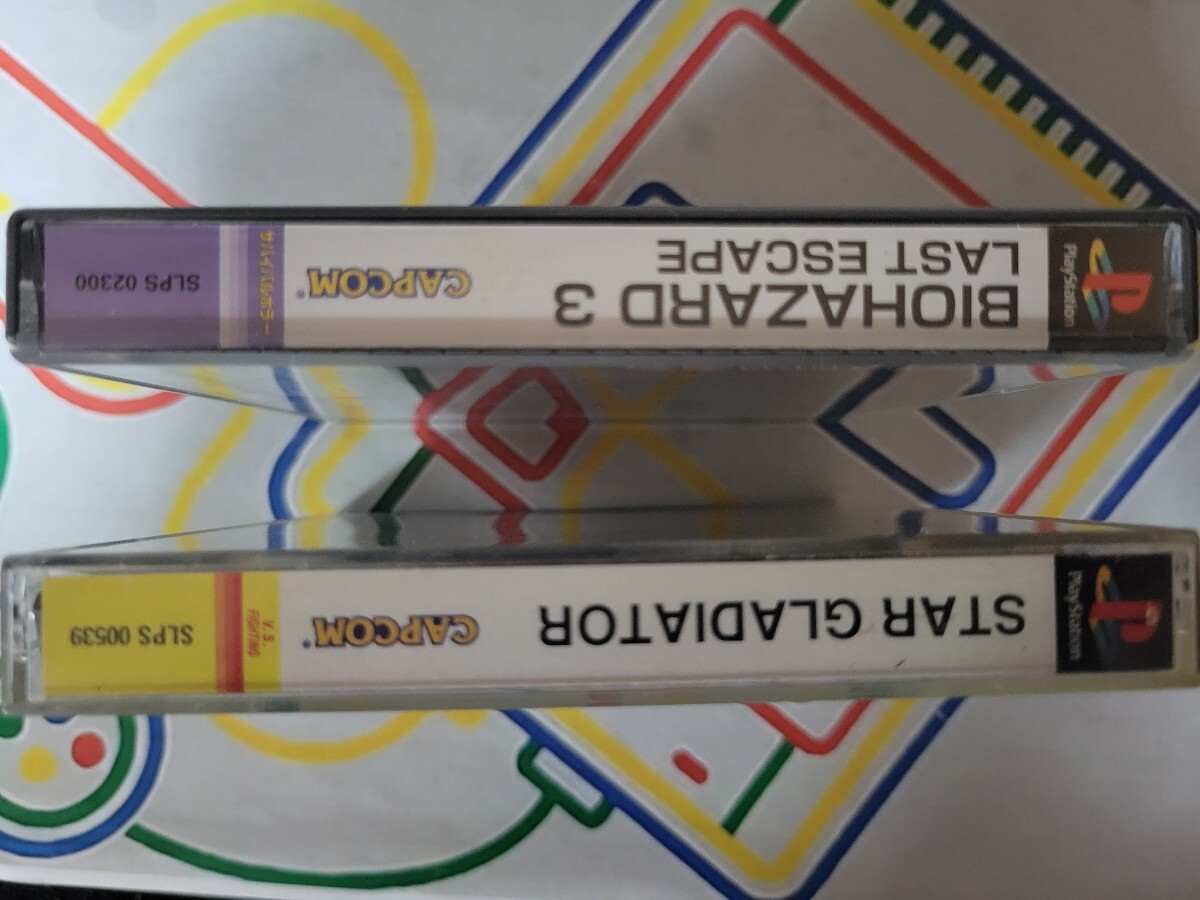 PlayStation
BIOHAZARD 3
LAST ESCAPE
CAPCOM®
サバイバルホラー
SLPS 02300
PlayStation
STAR GLADIATOR
CAPCOM®
V.S.
FIGHTING
SLPS 00539